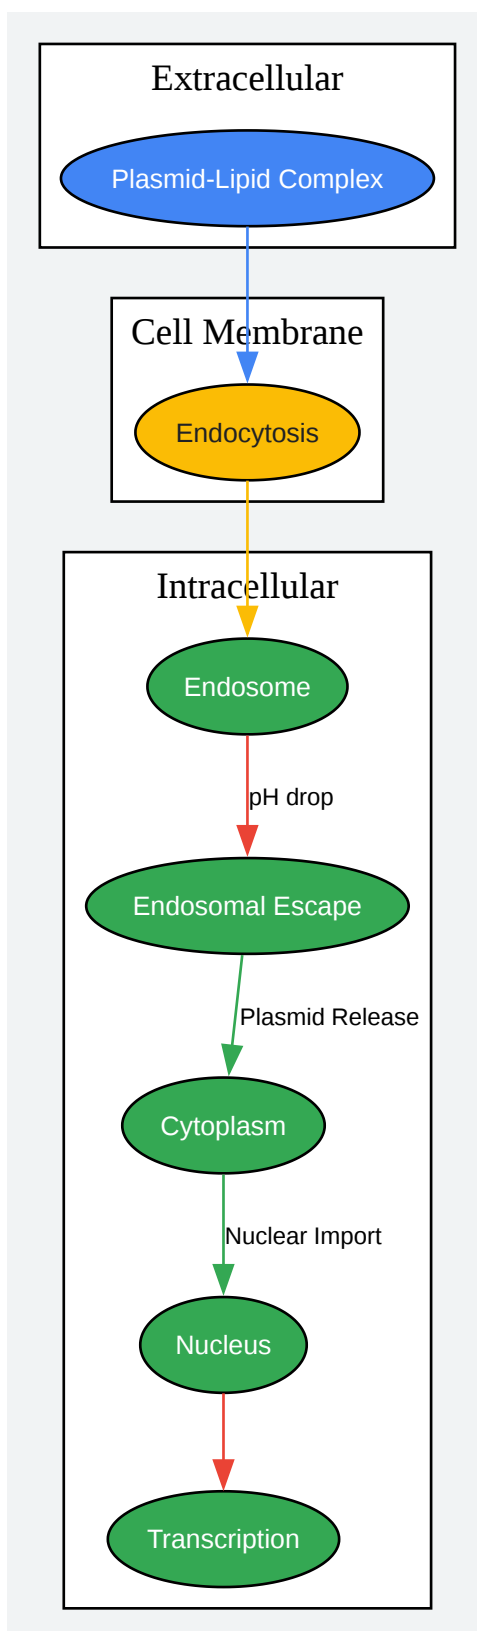 Extracellular
Plasmid-Lipid Complex
Cell Membrane
Endocytosis
Intracellular
Endosome
pH drop
Endosomal Escape
Plasmid Release
Cytoplasm
Nuclear Import
Nucleus
Transcription